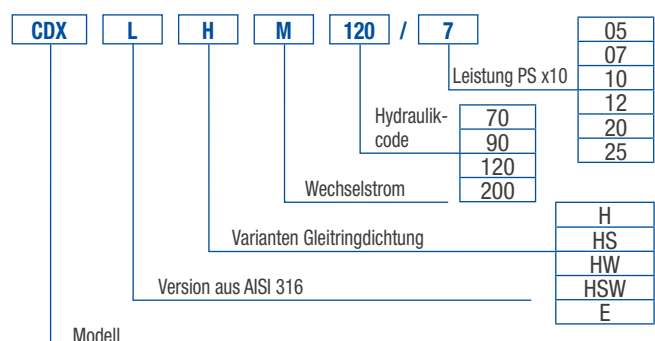 CDX L H M 120 / 7
Leistung PS x10
05
07
10
12
20
25
Hydraulik-
code
70
90
120
200
Wechselstrom
Varianten Gleitringdichtung
H
HS
HW
HSW
E
Version aus AISI 316
Modell